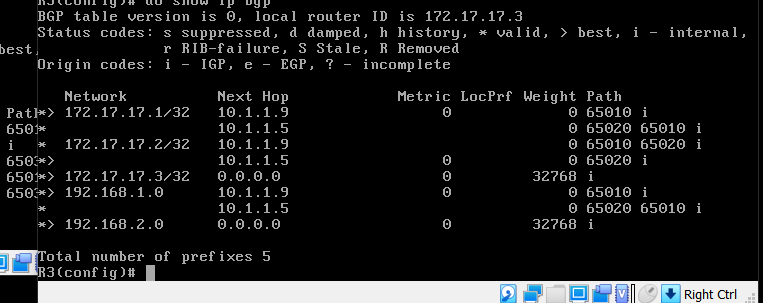 R3(config)# do show ip bgp
BGP table version is 0, local router ID is 172.17.17.3
Status codes: s suppressed, d damped, h history, * valid, > best, i - internal,
best, r RIB-failure, S Stale, R Removed
Origin codes: i - IGP, e - EGP, ? - incomplete
Network Next Hop Metric LocPrf Weight Path
Pat *> 172.17.17.1/32 10.1.1.9 0 0 65010 i
6501 * 10.1.1.5 0 65020 65010 i
i * 172.17.17.2/32 10.1.1.9 0 65010 65020 i
6503 *> 10.1.1.5 0 0 65020 i
6501 *> 172.17.17.3/32 0.0.0.0 0 32768 i
6503 *> 192.168.1.0 10.1.1.9 0 0 65010 i
* 10.1.1.5 0 65020 65010 i
*> 192.168.2.0 0.0.0.0 0 32768 i
Total number of prefixes 5
R3(config)#
Right Ctrl